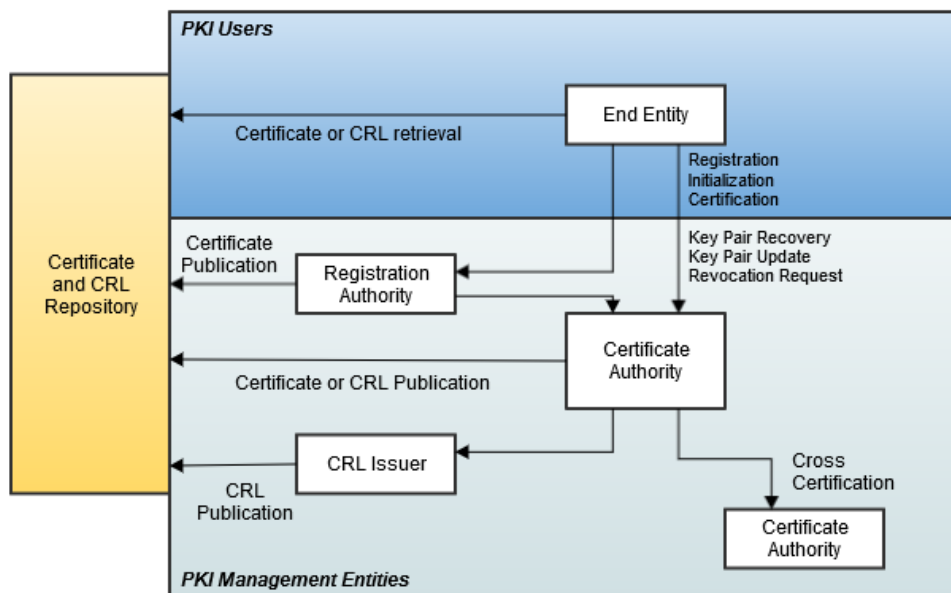 PKI Users
End Entity
Certificate or CRL retrieval
Registration
Initialization
Certification
Certificate
Publication
Key Pair Recovery
Key Pair Update
Revocation Request
Certificate
and CRL
Repository
Registration
Authority
Certificate
Authority
Certificate or CRL Publication
CRL Issuer
CRL
Publication
Cross
Certification
Certificate
Authority
PKI Management Entities